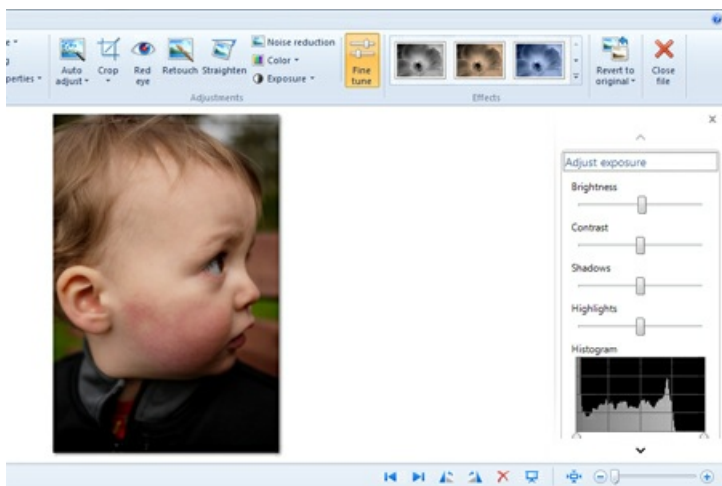 e
Noise reduction
g
Color
perties
Auto adjust
Crop
Red eye
Retouch
Straighten
Exposure
Fine tune
Revert to original
Close file
Adjustments
Effects
Adjust exposure
Brightness
Contrast
Shadows
Highlights
Histogram